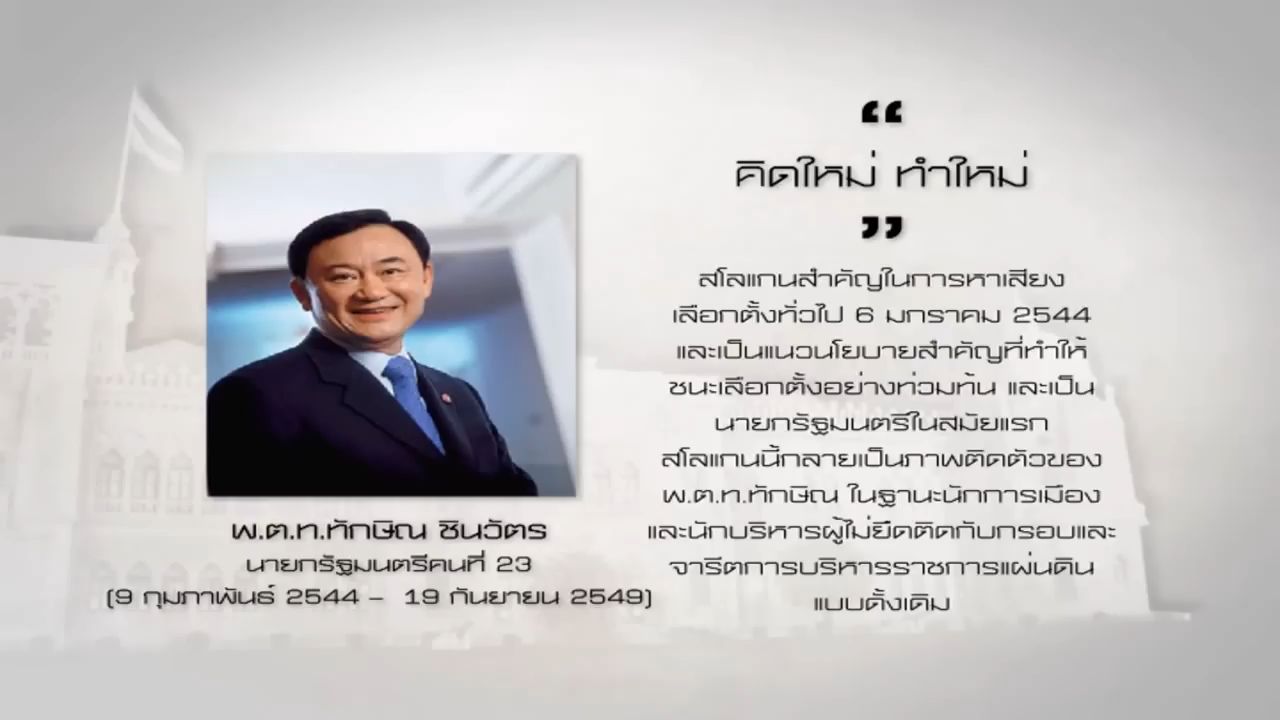 พ.ต.ท.ทักษิณ ชินวัตร
นายกรัฐมนตรีคนที่ 23
(9 กุมภาพันธ์ 2544 – 19 กันยายน 2549)
“
คิดใหม่ ทำใหม่
”
สโลแกนสำคัญในการหาเสียง
เลือกตั้งทั่วไป 6 มกราคม 2544
และเป็นแนวนโยบายสำคัญที่ทำให้
ชนะเลือกตั้งอย่างท่วมท้น และเป็น
นายกรัฐมนตรีในสมัยแรก
สโลแกนนี้กลายเป็นภาพติดตัวของ
พ.ต.ท.ทักษิณ ในฐานะนักการเมือง
และนักบริหารผู้ไม่ยึดติดกับกรอบและ
จารีตการบริหารราชการแผ่นดิน
แบบดั้งเดิม